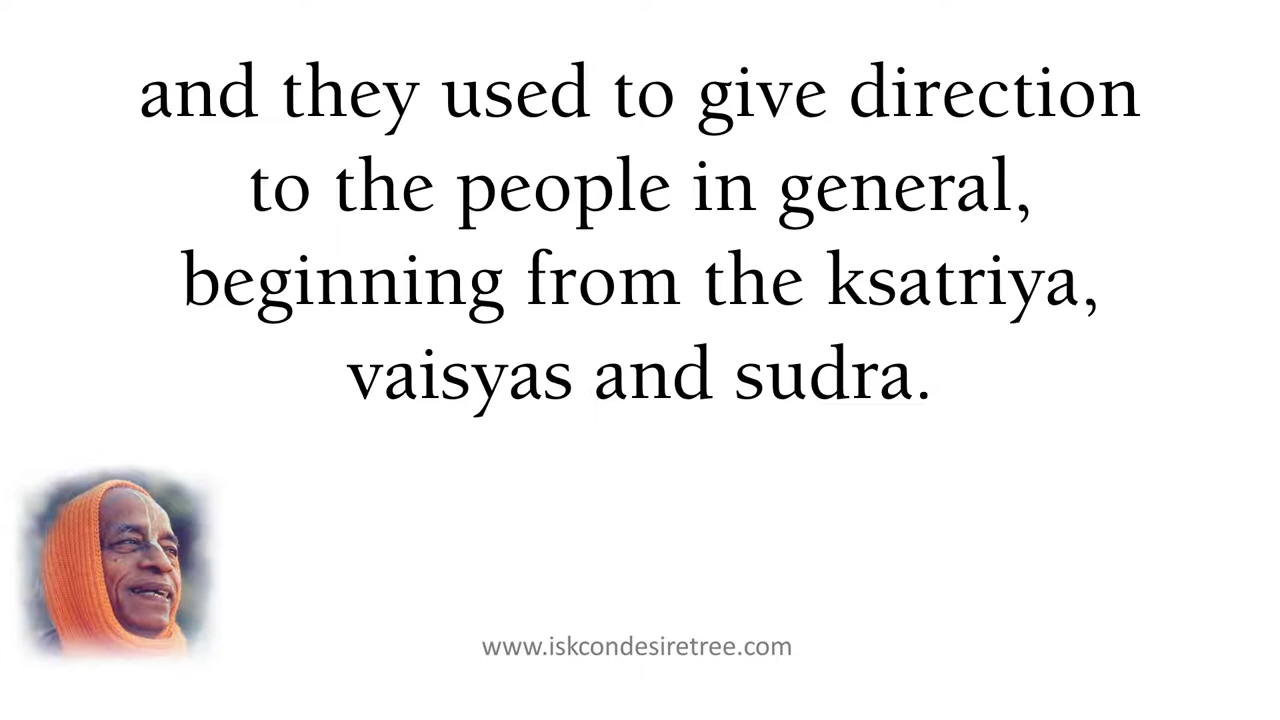 and they used to give direction
to the people in general,
beginning from the ksatriya,
vaisyas and sudra.
www.iskcondesiretree.com